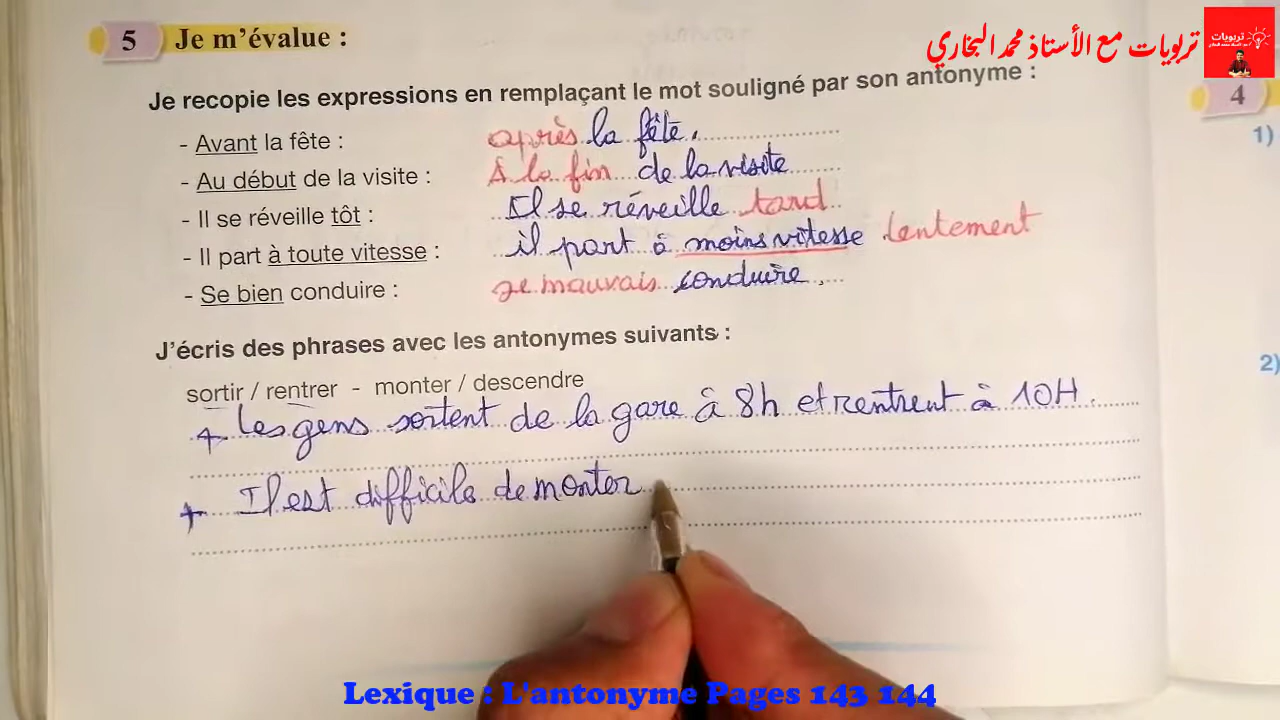 5 Je m'évalue :
تربويات مع الأستاذ محمد البخاري
تربويات
4
Je recopie les expressions en remplaçant le mot souligné par son antonyme :
- Avant la fête : après la fête.
- Au début de la visite : À la fin de la visite
- Il se réveille tôt : Il se réveille tard
- Il part à toute vitesse : il part à moins vitesse lentement
- Se bien conduire : se mauvais conduire.
1)
J'écris des phrases avec les antonymes suivants :
2)
sortir / rentrer - monter / descendre
+ Les gens sortent de la gare à 8h et rentrent à 10H.
+ Il est difficile de monter
Lexique : L'antonyme Pages 143 144